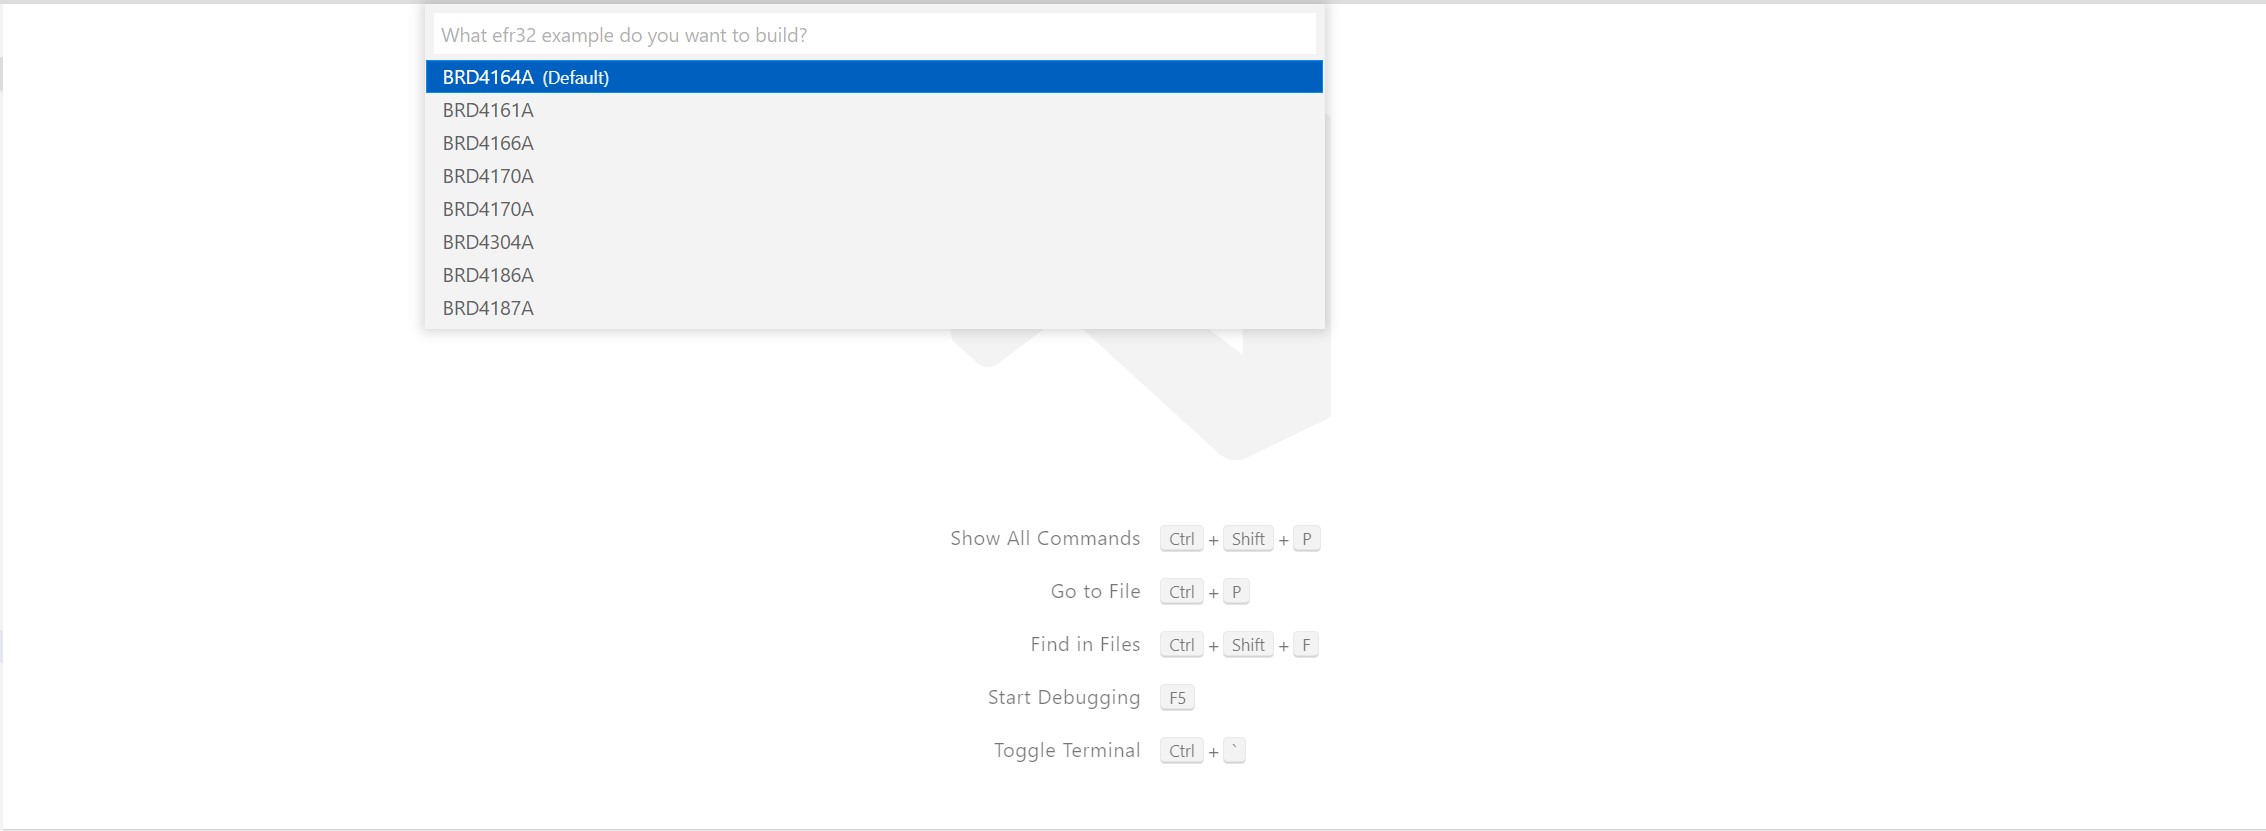 What efr32 example do you want to build?
BRD4164A (Default)
BRD4161A
BRD4166A
BRD4170A
BRD4170A
BRD4304A
BRD4186A
BRD4187A
Show All Commands Ctrl + Shift + P
Go to File Ctrl + P
Find in Files Ctrl + Shift + F
Start Debugging F5
Toggle Terminal Ctrl + `